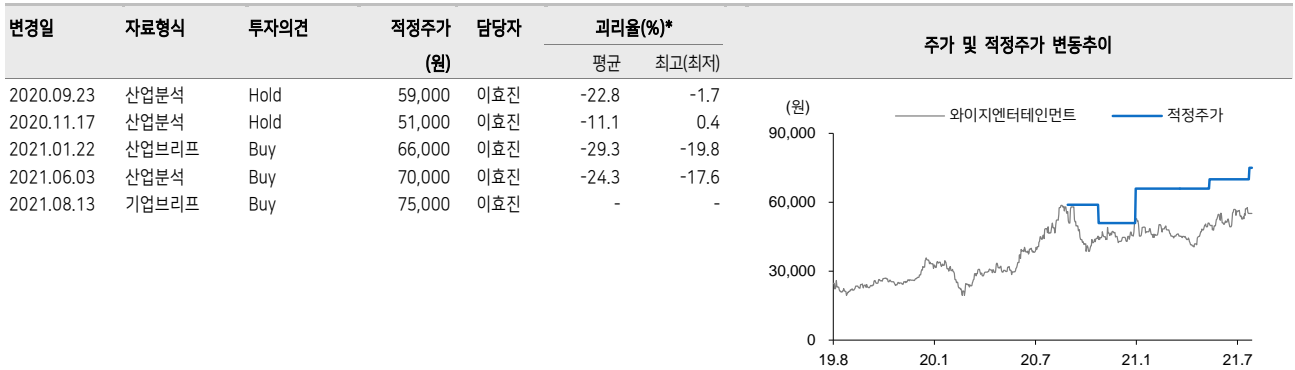 변경일 자료형식 투자의견 적정주가 담당자 괴리율(%)*
(원) 평균 최고(최저)
2020.09.23 산업분석 Hold 59,000 이효진 -22.8 -1.7
2020.11.17 산업분석 Hold 51,000 이효진 -11.1 0.4
2021.01.22 산업브리프 Buy 66,000 이효진 -29.3 -19.8
2021.06.03 산업분석 Buy 70,000 이효진 -24.3 -17.6
2021.08.13 기업브리프 Buy 75,000 이효진 - -
주가 및 적정주가 변동추이
(원) 와이지엔터테인먼트 적정주가
90,000
60,000
30,000
0
19.8 20.1 20.7 21.1 21.7